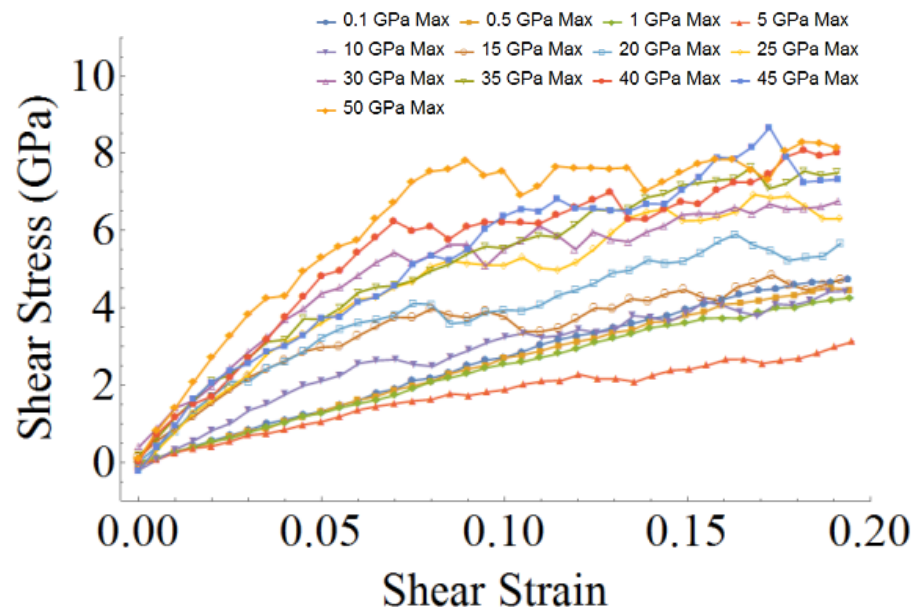 0.1 GPa Max 0.5 GPa Max 1 GPa Max 5 GPa Max
10 GPa Max 15 GPa Max 20 GPa Max 25 GPa Max
30 GPa Max 35 GPa Max 40 GPa Max 45 GPa Max
50 GPa Max
10
8
6
4
2
0
Shear Stress (GPa)
0.00 0.05 0.10 0.15 0.20
Shear Strain